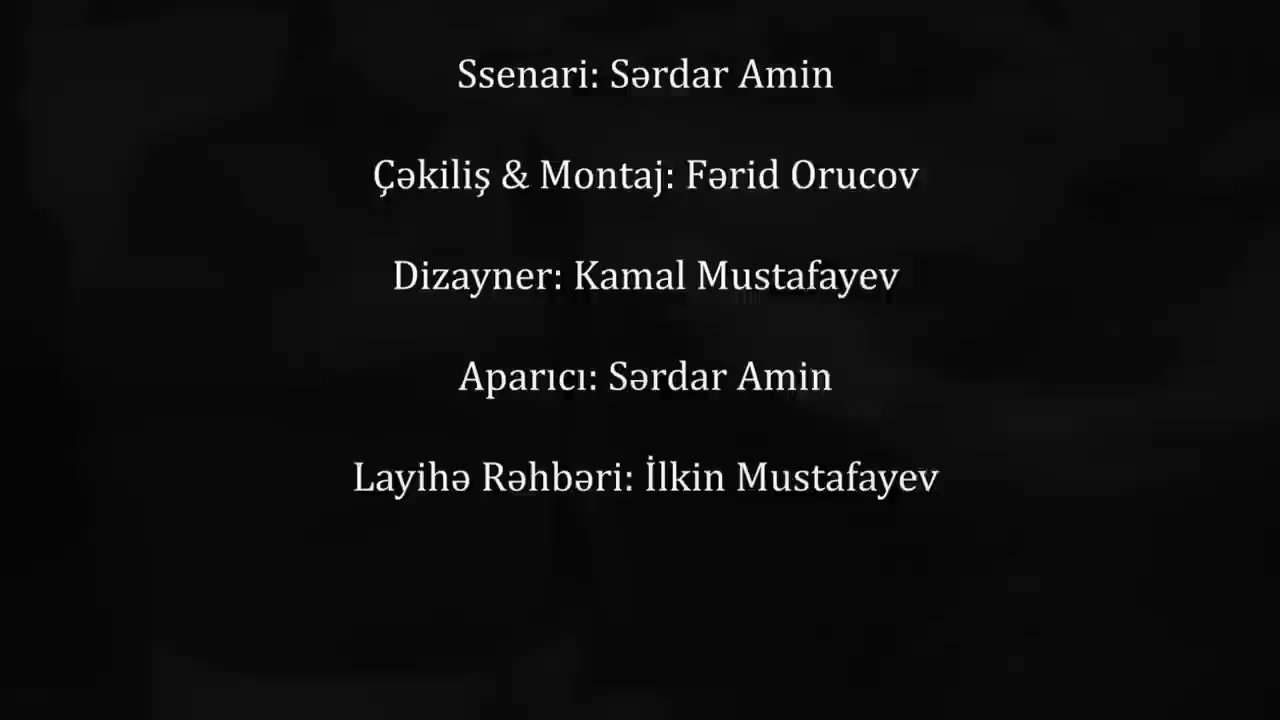 Ssenari: Sərdar Amin
Çəkiliş & Montaj: Fərid Orucov
Dizayner: Kamal Mustafayev
Aparıcı: Sərdar Amin
Layihə Rəhbəri: İlkin Mustafayev